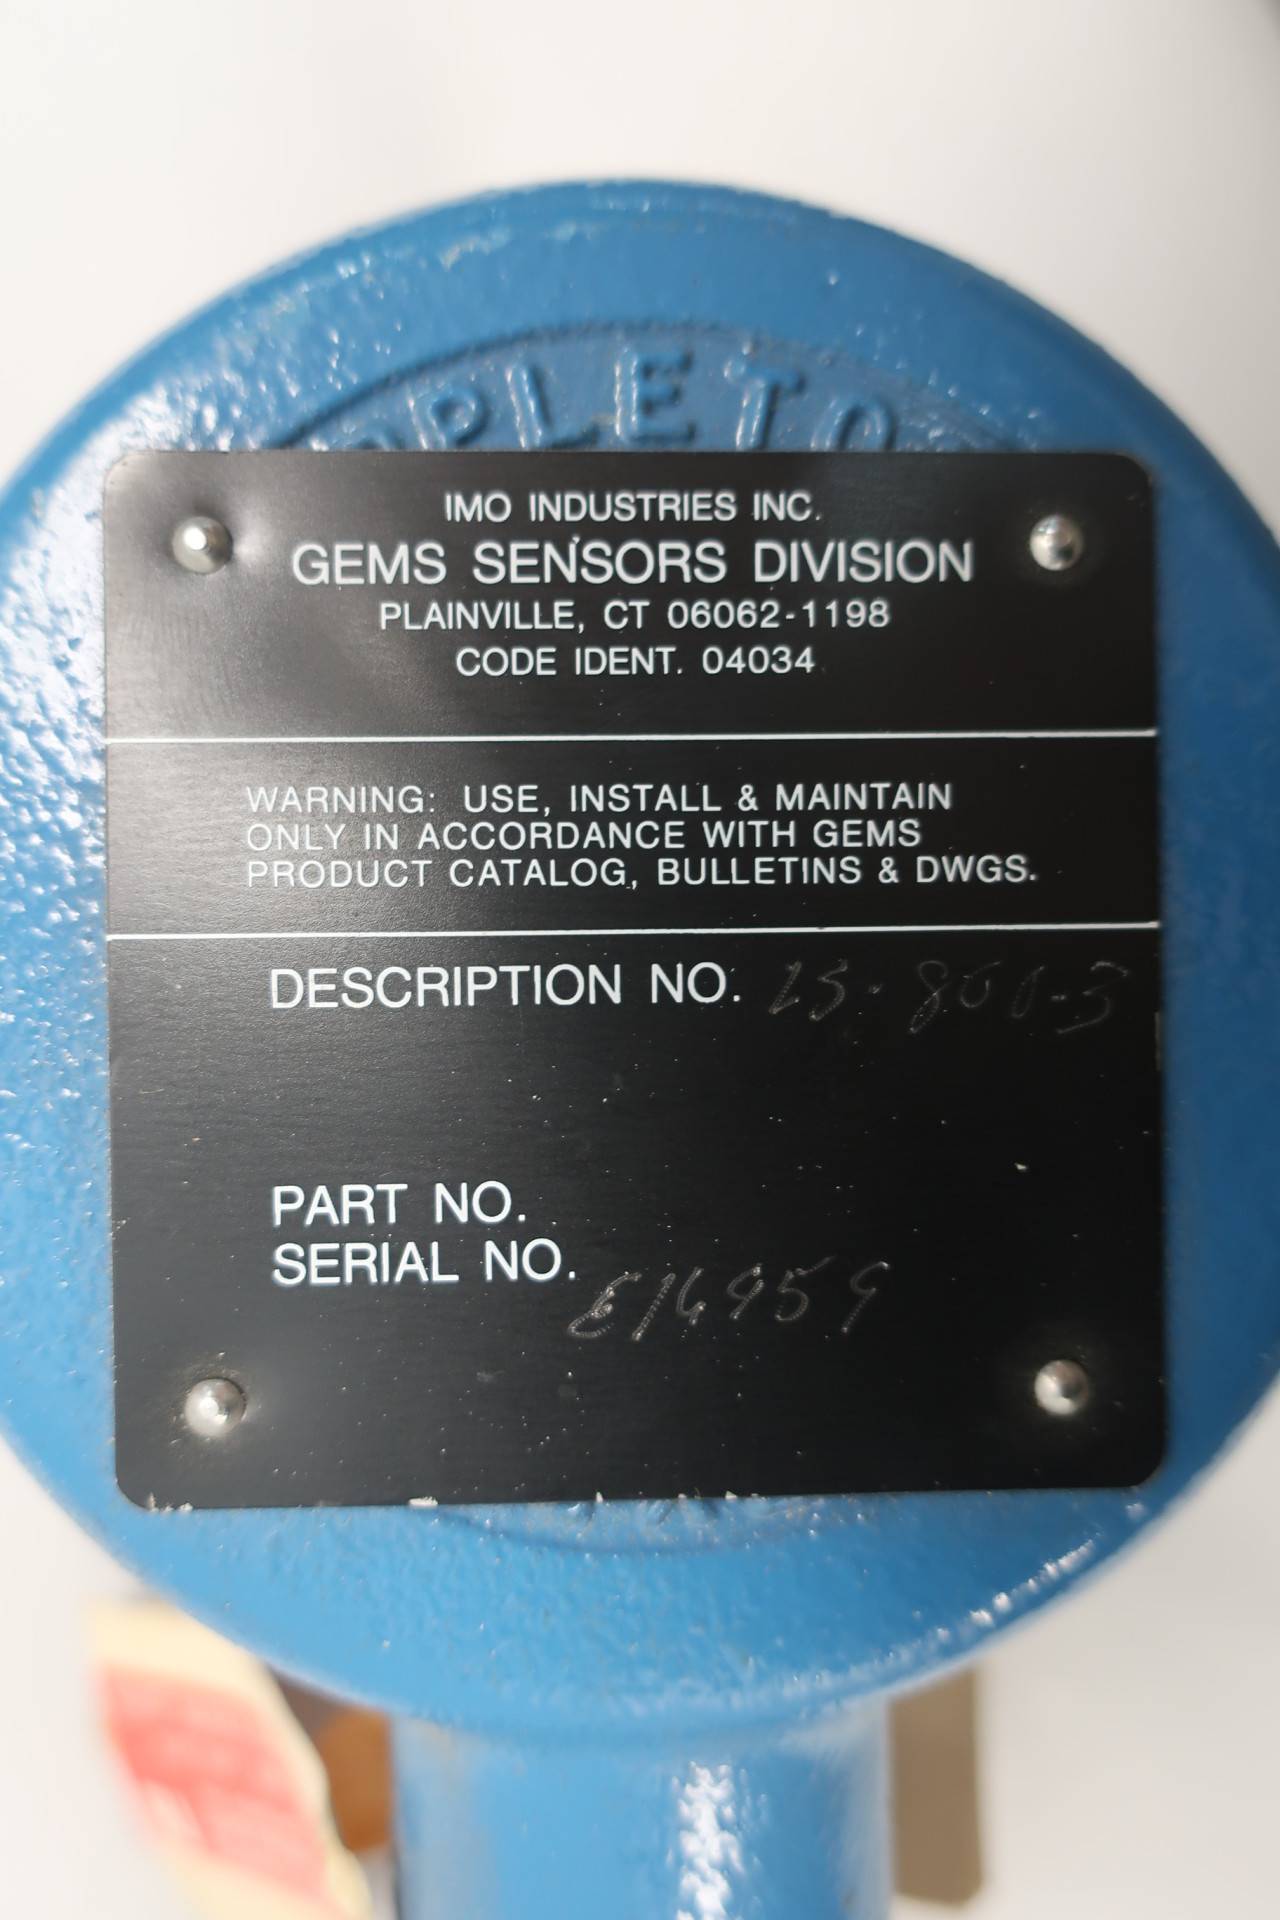 APPLETO
IMO INDUSTRIES INC.
GEMS SENSORS DIVISION
PLAINVILLE, CT 06062-1198
CODE IDENT. 04034
WARNING: USE, INSTALL & MAINTAIN
ONLY IN ACCORDANCE WITH GEMS
PRODUCT CATALOG, BULLETINS & DWGS.
DESCRIPTION NO. LS-800-3
PART NO.
SERIAL NO. E14959